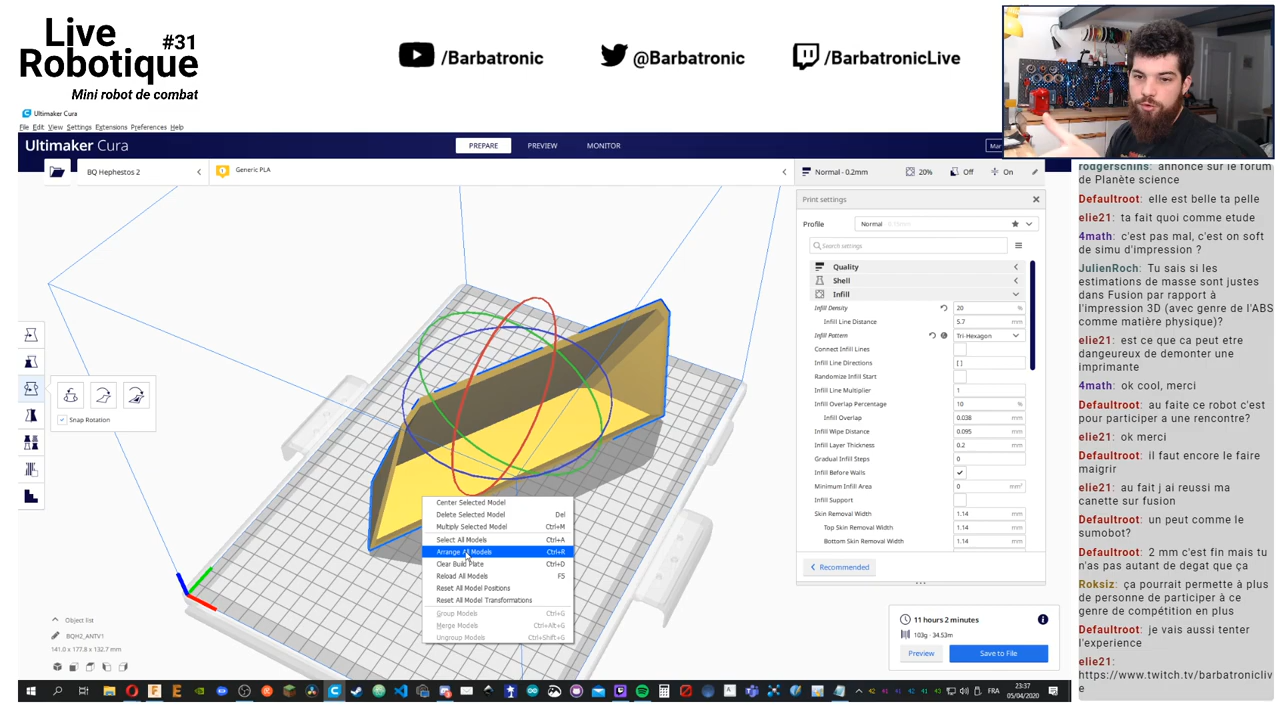 Live
Robotique #31
Mini robot de combat
/Barbatronic
@Barbatronic
/BarbatronicLive
Ultimaker Cura
File Edit View Settings Extensions Preferences Help
Ultimaker Cura
PREPARE
PREVIEW
MONITOR
Mar
BQ Hephestos 2
Generic PLA
Normal - 0.2mm
20%
Off
On
Print settings
Profile
Normal
Search settings
Quality
Shell
Infill
Infill Density
20
%
Infill Line Distance
5.7
mm
Infill Pattern
Tri-Hexagon
Connect Infill Lines
Infill Line Directions
[ ]
Randomize Infill Start
Infill Line Multiplier
1
Infill Overlap Percentage
10
%
Infill Overlap
0.038
mm
Infill Wipe Distance
0.095
mm
Infill Layer Thickness
0.2
mm
Gradual Infill Steps
0
Infill Before Walls
Minimum Infill Area
0
mm²
Infill Support
Skin Removal Width
1.14
mm
Top Skin Removal Width
1.14
mm
Bottom Skin Removal Width
1.14
mm
Recommended
Snap Rotation
Center Selected Model
Delete Selected Model Del
Multiply Selected Model Ctrl+M
Select All Models Ctrl+A
Arrange All Models Ctrl+R
Clear Build Plate Ctrl+D
Reload All Models F5
Reset All Model Positions
Reset All Model Transformations
Group Models Ctrl+G
Merge Models Ctrl+Alt+G
Ungroup Models Ctrl+Shift+G
Object list
BQH2_ANTV1
141.0 x 177.8 x 132.7 mm
11 hours 2 minutes
103g · 34.53m
Preview
Save to File
rodgerschins: annonce sur le forum
de Planète science
Defaultroot: elle est belle ta pelle
elie21: ta fait quoi comme etude
4math: c'est pas mal, c'est on soft
de simu d'impression ?
JulienRoch: Tu sais si les
estimations de masse sont justes
dans Fusion par rapport à
l'impression 3D (avec genre de l'ABS
comme matière physique)?
elie21: est ce que ca peut etre
dangeureux de demonter une
imprimante
4math: ok cool, merci
Defaultroot: au faite ce robot c'est
pour participer a une rencontre?
elie21: ok merci
Defaultroot: il faut encore le faire
maigrir
elie21: au fait j ai reussi ma
canette sur fusion
Defaultroot: un peut comme le
sumobot?
Defaultroot: 2 mm c'est fin mais tu
n'as pas autant de degat que ça
Roksiz: ça pourrait permette à plus
de personne de participer à ce
genre de compétition en plus
Defaultroot: je vais aussi tenter
l'experience
elie21:
https://www.twitch.tv/barbatronicliv
e
FRA
23:37
05/04/2020